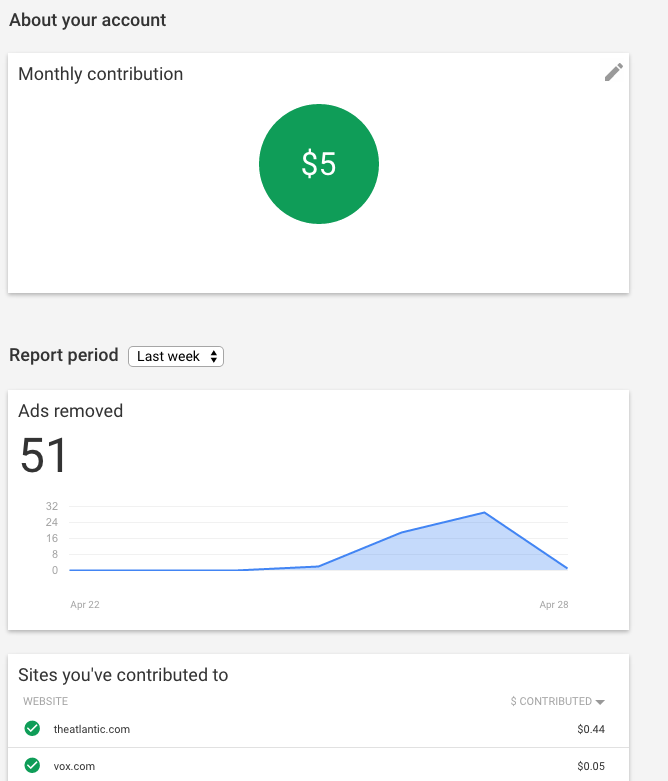 About your account
Monthly contribution
$5
Report period Last week
Ads removed
51
32
24
16
8
0
Apr 22 Apr 28
Sites you've contributed to
WEBSITE $ CONTRIBUTED
theatlantic.com $0.44
vox.com $0.05